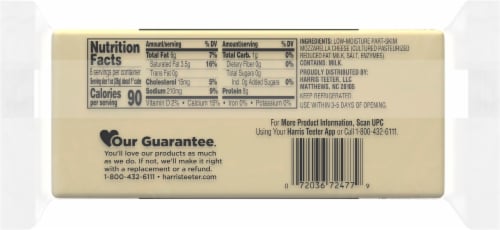 Nutrition Facts
8 servings per container
Serving size 1 oz (28g) about 1" cube
Calories per serving 90
Amount/serving % DV
Total Fat 6g 7%
Saturated Fat 3.5g 18%
Trans Fat 0g
Cholesterol 15mg 5%
Sodium 210mg 9%
Amount/serving % DV
Total Carb. 1g 0%
Dietary Fiber 0g 0%
Total Sugars 0g
Incl. 0g Added Sugars 0%
Protein 8g
Vitamin D 2% • Calcium 15% • Iron 0% • Potassium 0%
INGREDIENTS: LOW-MOISTURE PART-SKIM
MOZZARELLA CHEESE (CULTURED PASTEURIZED
REDUCED FAT MILK, SALT, ENZYMES).
CONTAINS: MILK.
PROUDLY DISTRIBUTED BY:
HARRIS TEETER, LLC
MATTHEWS, NC 28105
KEEP REFRIGERATED.
USE WITHIN 3-5 DAYS OF OPENING.
Our Guarantee.
You'll love our products as much
as we do. If not, we'll make it right
with a replacement or a refund.
1-800-432-6111 • harristeeter.com
For More Product Information, Scan UPC
Using Your Harris Teeter App or Call 1-800-432-6111.
0 72036 72477 9